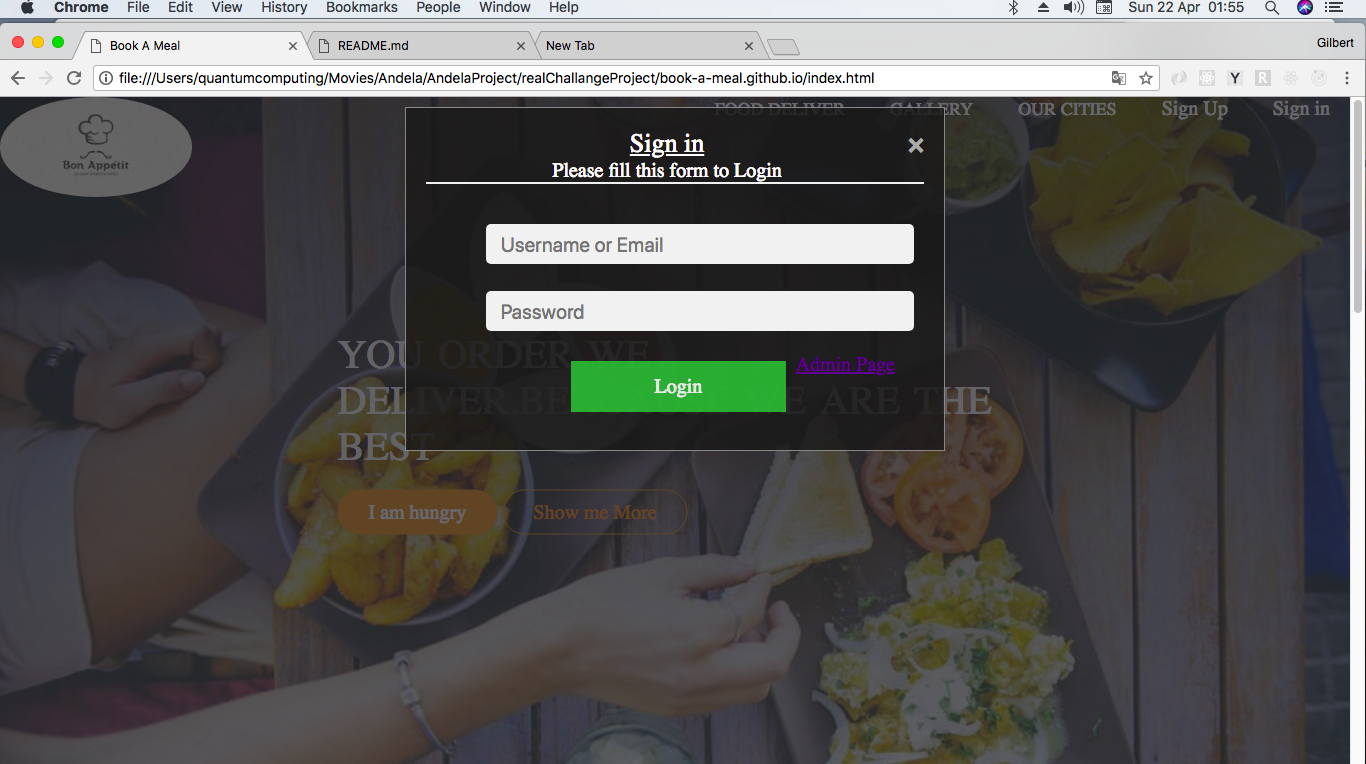 Chrome File Edit View History Bookmarks People Window Help Sun 22 Apr 01:55
Book A Meal README.md New Tab Gilbert
file:///Users/quantumcomputing/Movies/Andela/AndelaProject/realChallangeProject/book-a-meal.github.io/index.html
FOOD DELIVER GALLERY OUR CITIES Sign Up Sign in
Bon Appétit
Sign in
Please fill this form to Login
Username or Email
Password
Admin Page
Login
YOU ORDER WE
DELIVER BECAUSE WE ARE THE
BEST
I am hungry Show me More